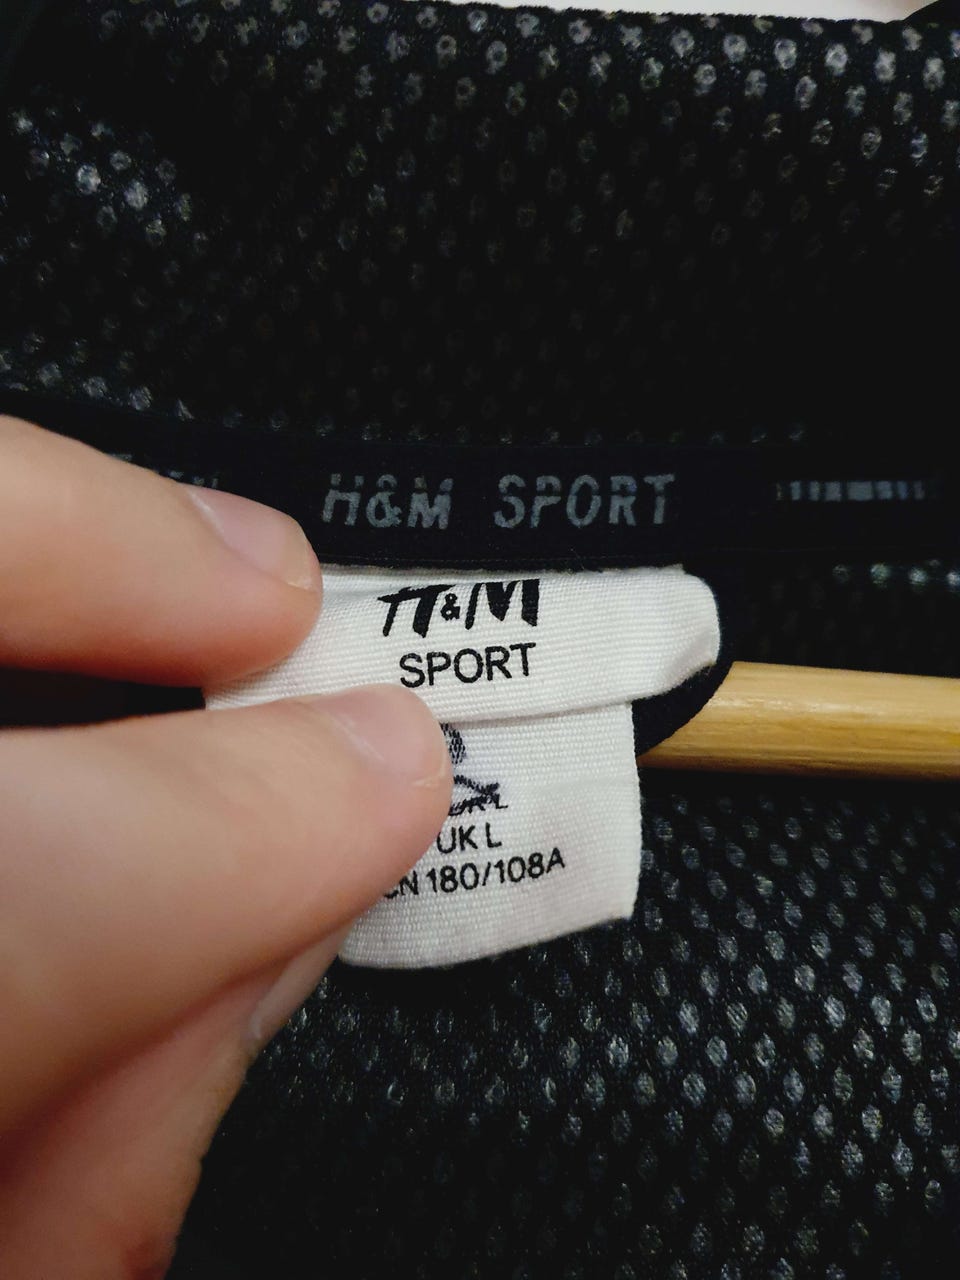 H&M SPORT
H&M
SPORT
UK L
CN 180/108A